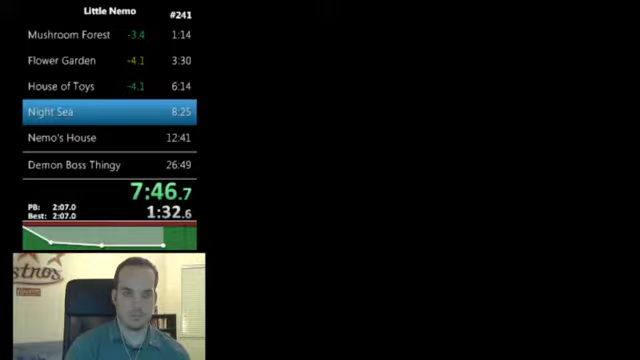 Little Nemo
#241
Mushroom Forest -3.4 1:14
Flower Garden -4.1 3:30
House of Toys -4.1 6:14
Night Sea 8:25
Nemo's House 12:41
Demon Boss Thingy 26:49
7:46.7
PB: 2:07.0 1:32.6
Best: 2:07.0